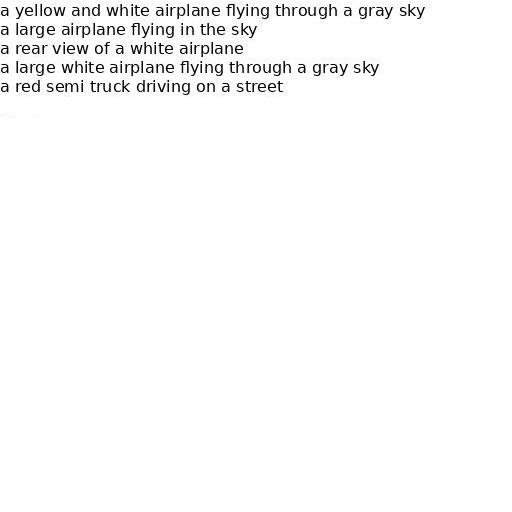 a yellow and white airplane flying through a gray sky
a large airplane flying in the sky
a rear view of a white airplane
a large white airplane flying through a gray sky
a red semi truck driving on a street